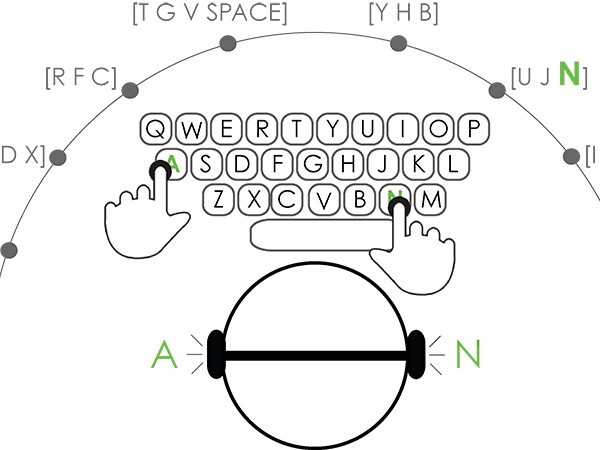 [T G V SPACE] [Y H B]
[R F C] [U J N]
D X] [I
Q W E R T Y U I O P
A S D F G H J K L
Z X C V B N M
A N